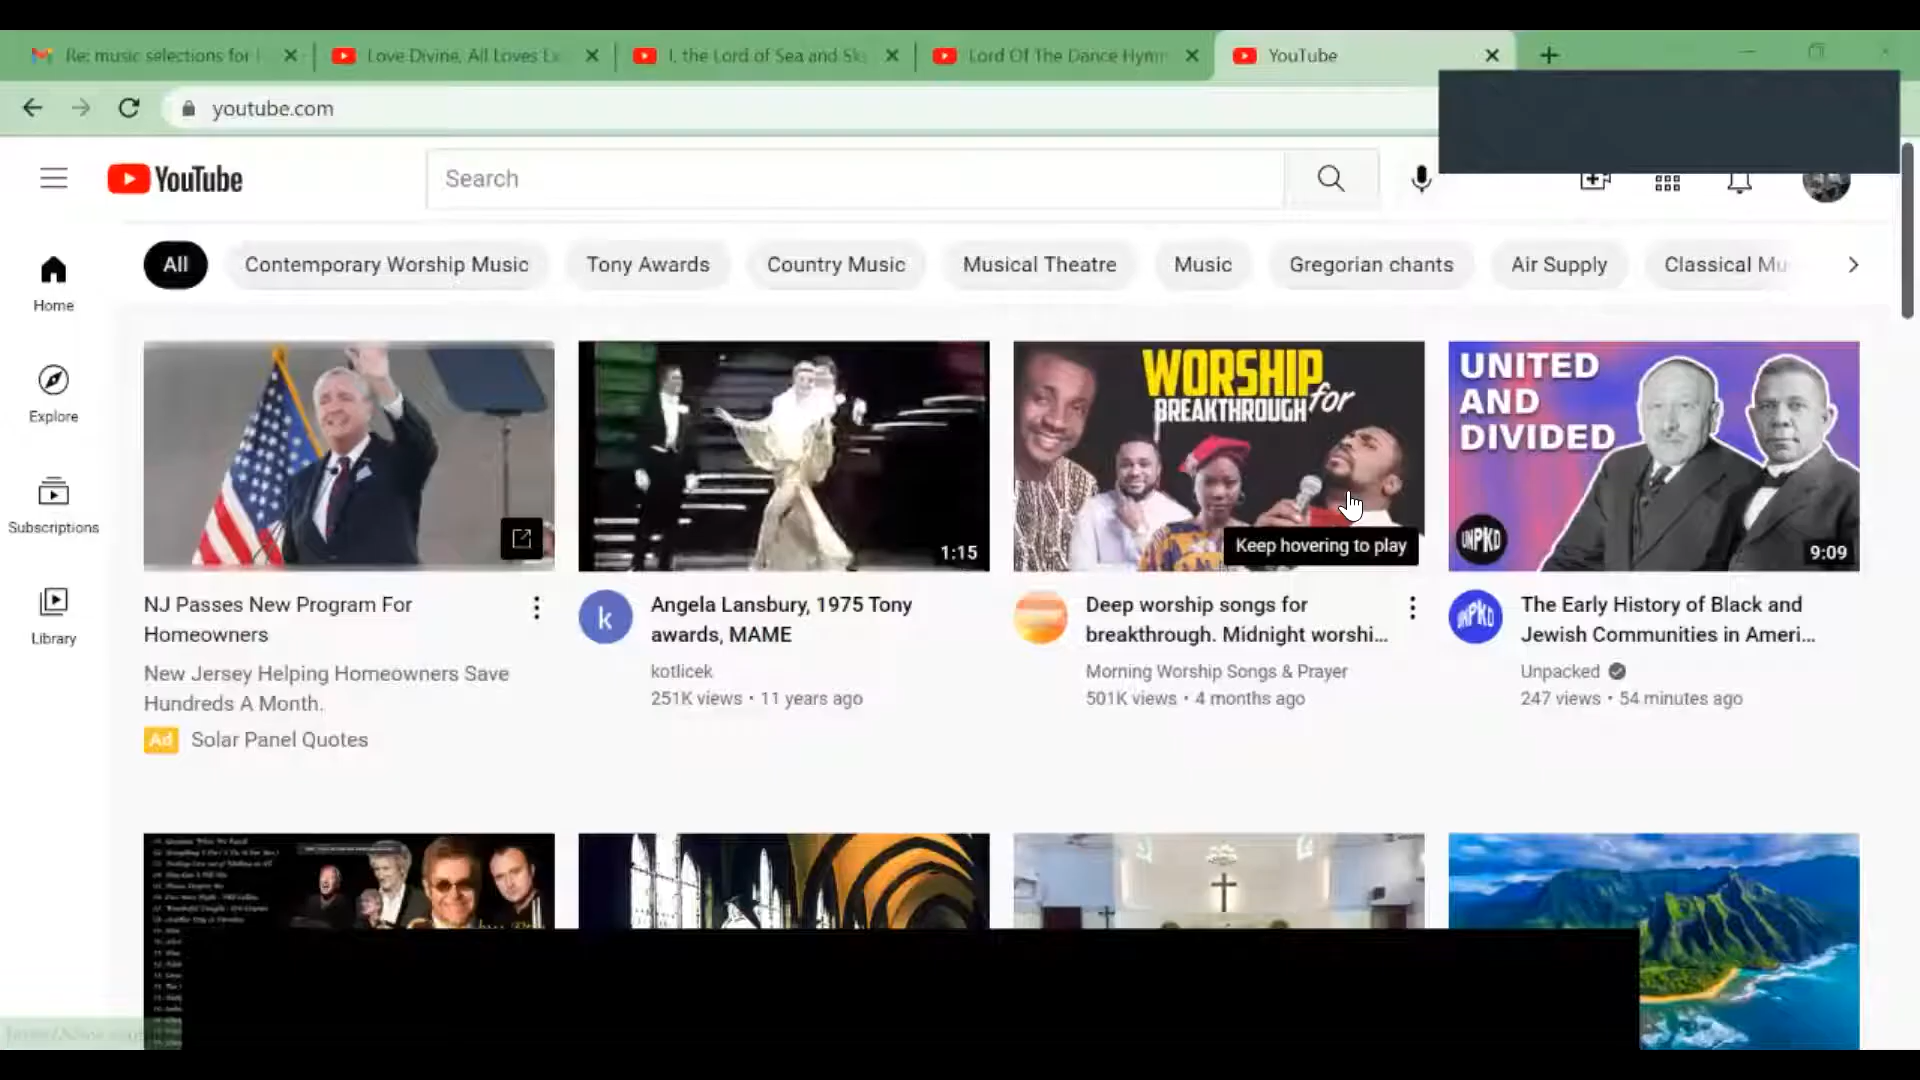 Re: music selections for
Love Divine, All Loves Ex
I, the Lord of Sea and Sk
Lord Of The Dance Hymn
YouTube
youtube.com
YouTube
Search
All
Contemporary Worship Music
Tony Awards
Country Music
Musical Theatre
Music
Gregorian chants
Air Supply
Classical Mu
Home
Explore
Subscriptions
Library
WORSHIP
for
BREAKTHROUGH
Keep hovering to play
UNITED
AND
DIVIDED
UNPKD
1:15
9:09
NJ Passes New Program For
Homeowners
New Jersey Helping Homeowners Save
Hundreds A Month.
Ad Solar Panel Quotes
k
Angela Lansbury, 1975 Tony
awards, MAME
kotlicek
251K views • 11 years ago
Deep worship songs for
breakthrough. Midnight worshi...
Morning Worship Songs & Prayer
501K views • 4 months ago
UNPKD
The Early History of Black and
Jewish Communities in Ameri...
Unpacked
247 views • 54 minutes ago